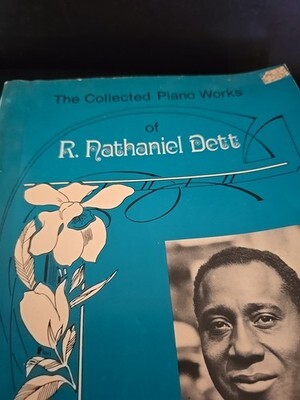 The Collected Piano Works
of
R. Nathaniel Dett